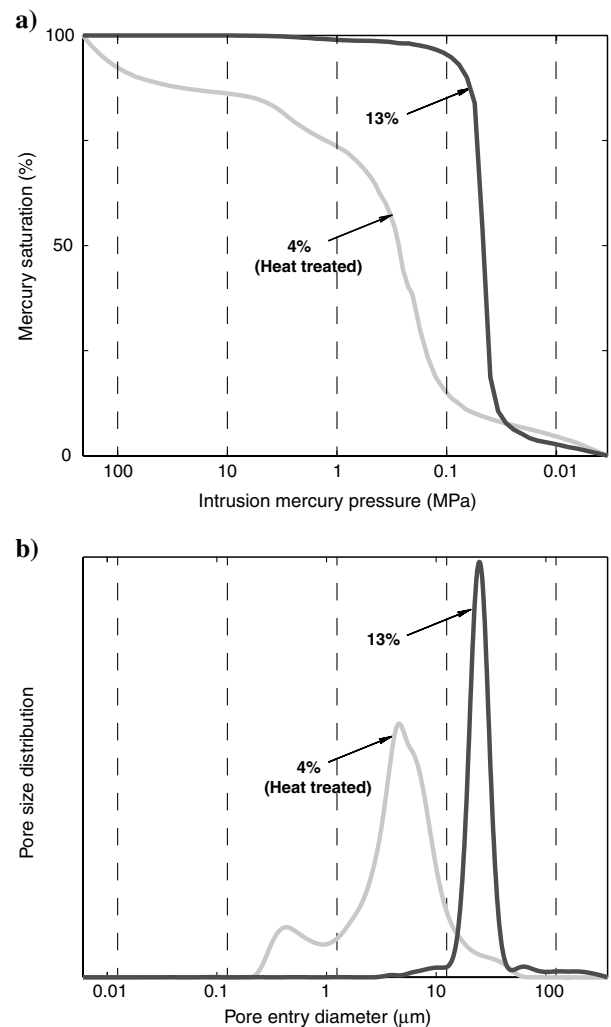 a)
100
50
0
Mercury saturation (%)
13%
4%
(Heat treated)
100 10 1 0.1 0.01
Intrusion mercury pressure (MPa)
b)
Pore size distribution
13%
4%
(Heat treated)
0.01 0.1 1 10 100
Pore entry diameter (μm)